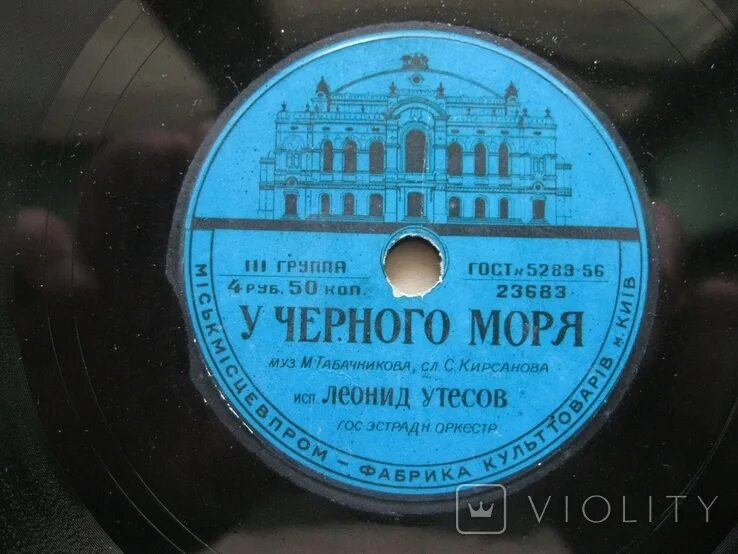 III ГРУППА
4 РУБ. 50 КОП.
ГОСТ N 5289-56
23683
У ЧЕРНОГО МОРЯ
МУЗ М.ТАБАЧНИКОВА, СЛ С.КИРСАНОВА
ИСП ЛЕОНИД УТЕСОВ
ГОС ЭСТРАДН ОРКЕСТР
МІСЬКМІСЦЕВПРОМ - ФАБРИКА КУЛЬТТОВАРІВ М. КИЇВ
VIOLITY